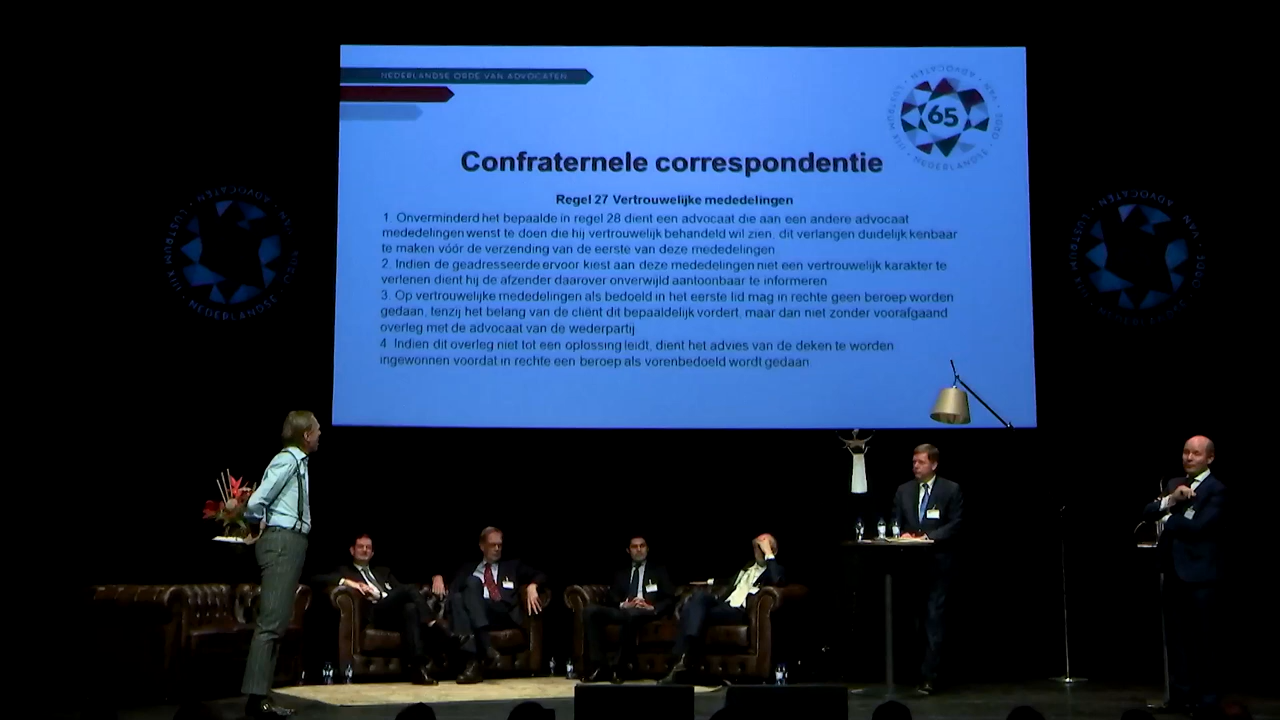 NEDERLANDSE ORDE VAN ADVOCATEN
65
LUSTRUM VAN ADVOCATEN
NEDERLANDSE
Confraternele correspondentie
Regel 27 Vertrouwelijke mededelingen
1. Onverminderd het bepaalde in regel 28 dient een advocaat die aan een andere advocaat
mededelingen wenst te doen die hij vertrouwelijk behandeld wil zien, dit verlangen duidelijk kenbaar
te maken vóór de verzending van de eerste van deze mededelingen
2. Indien de geadresseerde ervoor kiest aan deze mededelingen niet een vertrouwelijk karakter te
verlenen dient hij de afzender daarover onverwijld aantoonbaar te informeren
3. Op vertrouwelijke mededelingen als bedoeld in het eerste lid mag in rechte geen beroep worden
gedaan, tenzij het belang van de cliënt dit bepaaldelijk vordert, maar dan niet zonder voorafgaand
overleg met de advocaat van de wederpartij
4. Indien dit overleg niet tot een oplossing leidt, dient het advies van de deken te worden
ingewonnen voordat in rechte een beroep als vorenbedoeld wordt gedaan